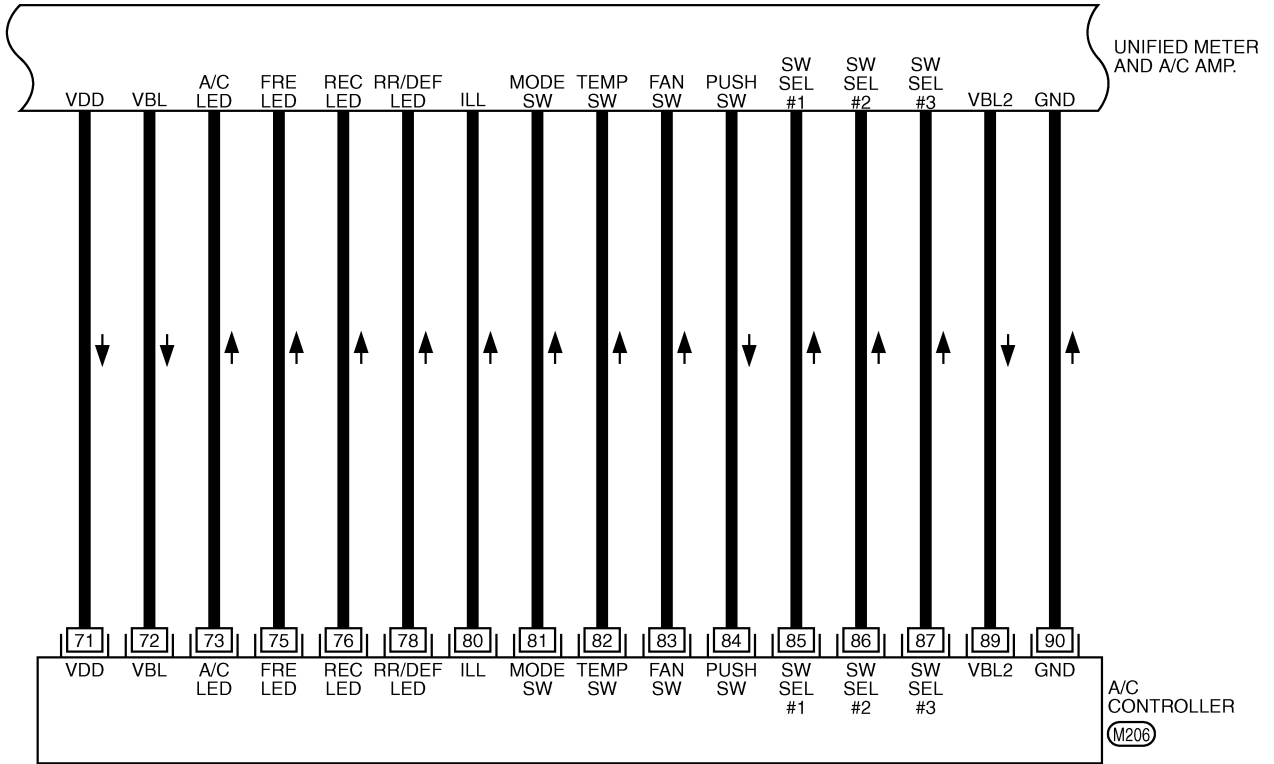 UNIFIED METER
AND A/C AMP.
VDD
VBL
A/C
LED
FRE
LED
REC
LED
RR/DEF
LED
ILL
MODE
SW
TEMP
SW
FAN
SW
PUSH
SW
SW
SEL
#1
SW
SEL
#2
SW
SEL
#3
VBL2
GND
71
72
73
75
76
78
80
81
82
83
84
85
86
87
89
90
VDD
VBL
A/C
LED
FRE
LED
REC
LED
RR/DEF
LED
ILL
MODE
SW
TEMP
SW
FAN
SW
PUSH
SW
SW
SEL
#1
SW
SEL
#2
SW
SEL
#3
VBL2
GND
A/C
CONTROLLER
M206